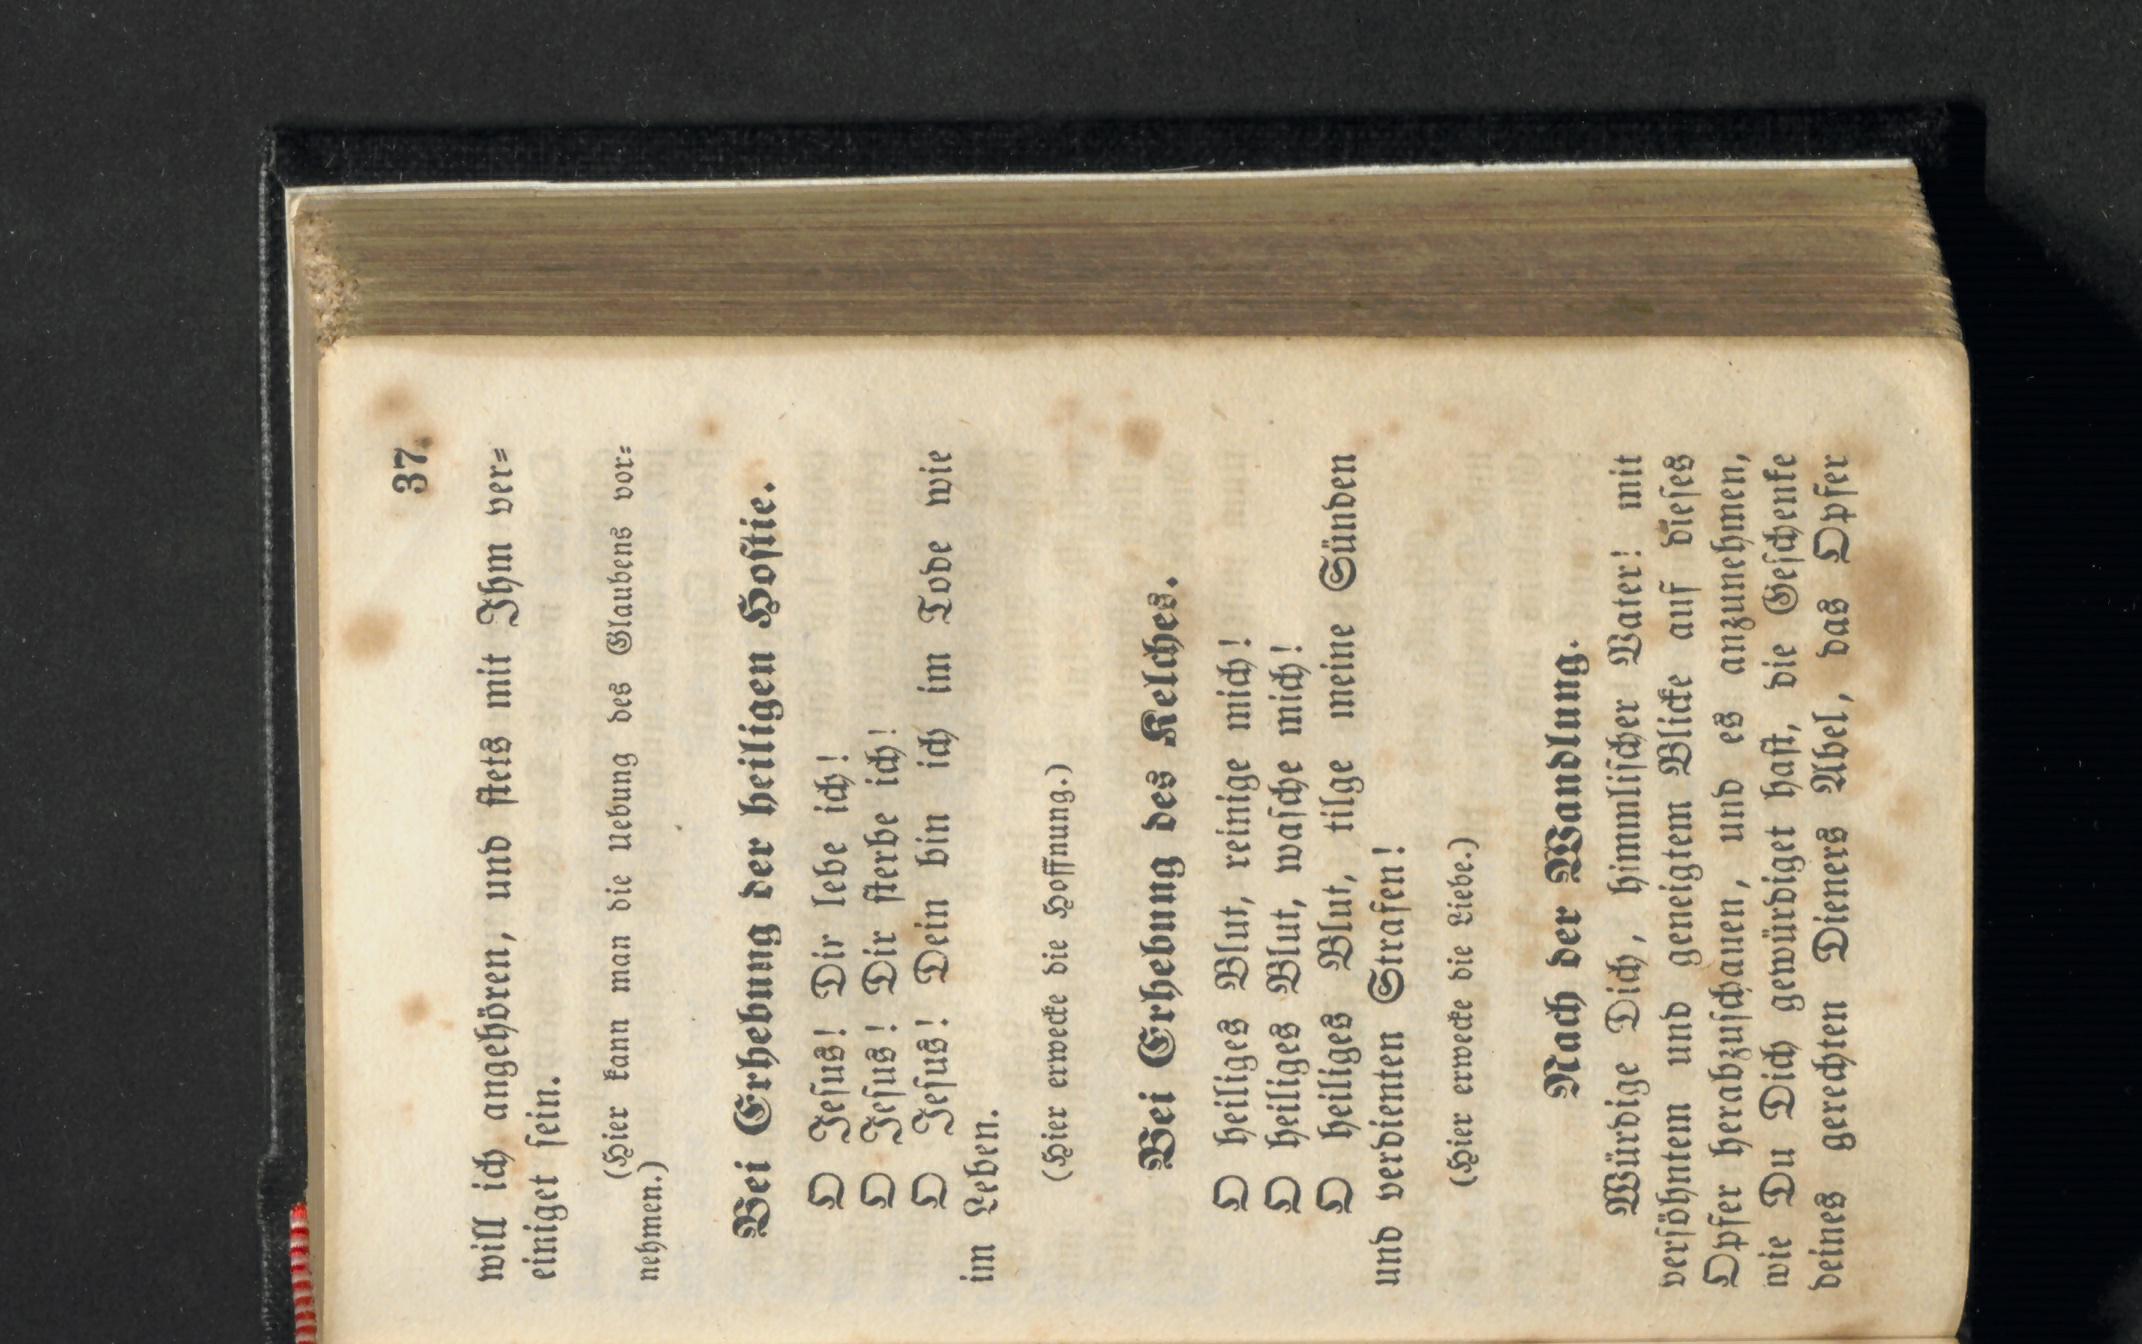 37.
will ich angehören, und ſtets mit Ihm ver⸗
einiget ſein.
(Hier kann man die Uebung des Glaubens vor⸗
nehmen.)
Bei Erhebung der heiligen Hoſtie.
O Jeſus! Dir lebe ich!
O Jeſus! Dir ſterbe ich!
O Jeſus! Dein bin ich im Tode wie
im Leben.
(Hier erwecke die Hoffnung.)
Bei Erhebung des Kelches.
O heiliges Blut, reinige mich!
O heiliges Blut, waſche mich!
O heiliges Blut, tilge meine Sünden
und verdienten Strafen!
(Hier erwecke die Liebe.)
Nach der Wandlung.
Würdige Dich, himmliſcher Vater! mit
verſöhntem und geneigtem Blicke auf dieſes
Opfer herabzuſchauen, und es anzunehmen,
wie Du Dich gewürdiget haſt, die Geſchenke
deines gerechten Dieners Abel, das Opfer